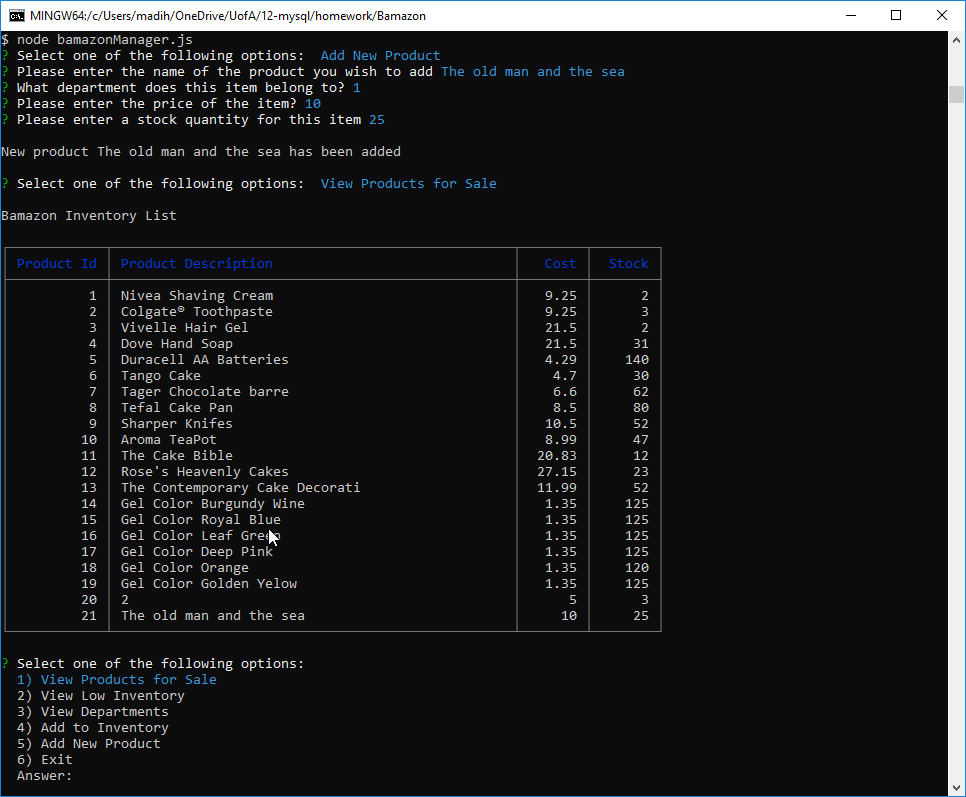 MINGW64:/c/Users/madih/OneDrive/UofA/12-mysql/homework/Bamazon
$ node bamazonManager.js
? Select one of the following options:  Add New Product
? Please enter the name of the product you wish to add The old man and the sea
? What department does this item belong to? 1
? Please enter the price of the item? 10
? Please enter a stock quantity for this item 25
New product The old man and the sea has been added
? Select one of the following options:  View Products for Sale
Bamazon Inventory List
Product Id Product Description Cost Stock
1 Nivea Shaving Cream 9.25 2
2 Colgate® Toothpaste 9.25 3
3 Vivelle Hair Gel 21.5 2
4 Dove Hand Soap 21.5 31
5 Duracell AA Batteries 4.29 140
6 Tango Cake 4.7 30
7 Tager Chocolate barre 6.6 62
8 Tefal Cake Pan 8.5 80
9 Sharper Knifes 10.5 52
10 Aroma TeaPot 8.99 47
11 The Cake Bible 20.83 12
12 Rose's Heavenly Cakes 27.15 23
13 The Contemporary Cake Decorati 11.99 52
14 Gel Color Burgundy Wine 1.35 125
15 Gel Color Royal Blue 1.35 125
16 Gel Color Leaf Green 1.35 125
17 Gel Color Deep Pink 1.35 125
18 Gel Color Orange 1.35 120
19 Gel Color Golden Yelow 1.35 125
20 2 5 3
21 The old man and the sea 10 25
? Select one of the following options:
1) View Products for Sale
2) View Low Inventory
3) View Departments
4) Add to Inventory
5) Add New Product
6) Exit
Answer: